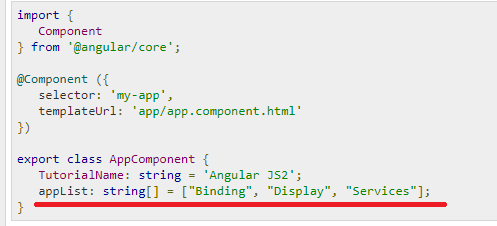 import {
   Component
} from '@angular/core';
@Component ({
   selector: 'my-app',
   templateUrl: 'app/app.component.html'
})
export class AppComponent {
   TutorialName: string = 'Angular JS2';
   appList: string[] = ["Binding", "Display", "Services"];
}